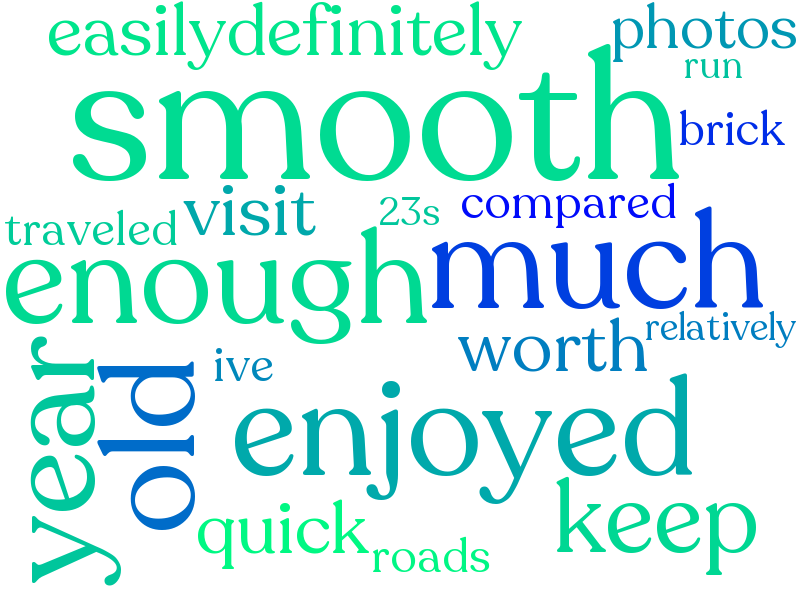 easily definitely
photos
run
smooth
brick
visit
23s
compared
traveled
enough
much
relatively
worth
ive
year
old
enjoyed
keep
quick
roads